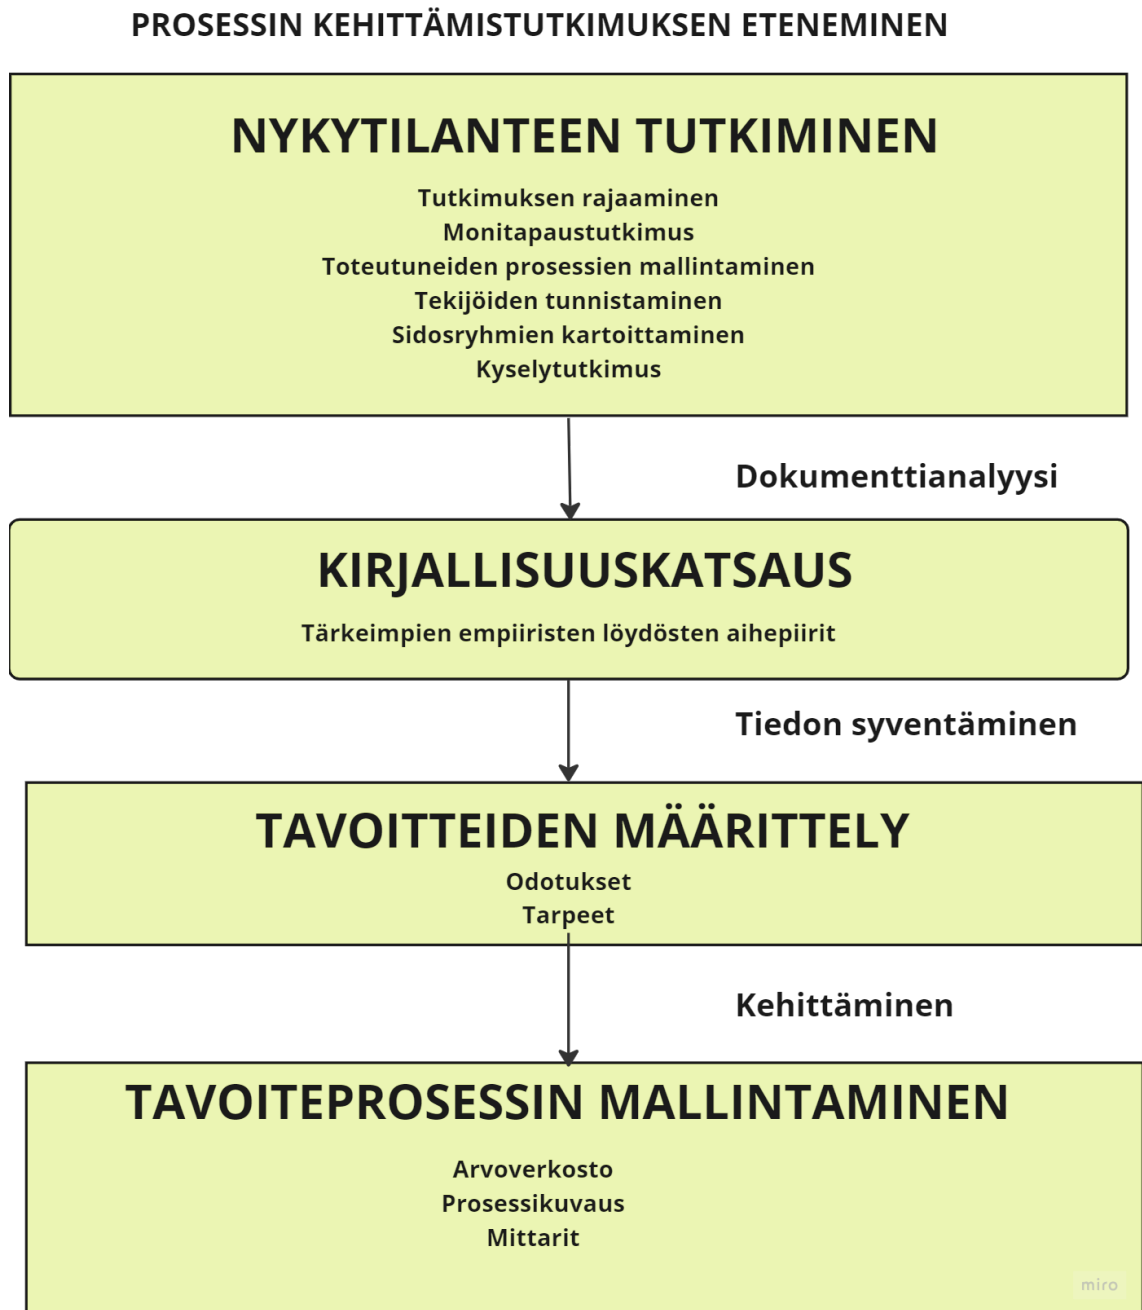 PROSESSIN KEHITTÄMISTUTKIMUKSEN ETENEMINEN
NYKYTILANTEEN TUTKIMINEN
Tutkimuksen rajaaminen
Monitapaustutkimus
Toteutuneiden prosessien mallintaminen
Tekijöiden tunnistaminen
Sidosryhmien kartoittaminen
Kyselytutkimus
Dokumenttianalyysi
KIRJALLISUUSKATSAUS
Tärkeimpien empiiristen löydösten aihepiirit
Tiedon syventäminen
TAVOITTEIDEN MÄÄRITTELY
Odotukset
Tarpeet
Kehittäminen
TAVOITEPROSESSIN MALLINTAMINEN
Arvoverkosto
Prosessikuvaus
Mittarit
miro